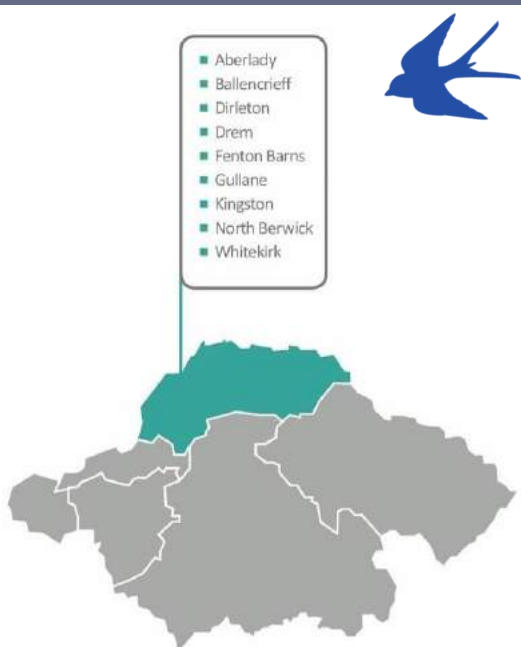 Aberlady
Ballencrieff
Dirleton
Drem
Fenton Barns
Gullane
Kingston
North Berwick
Whitekirk